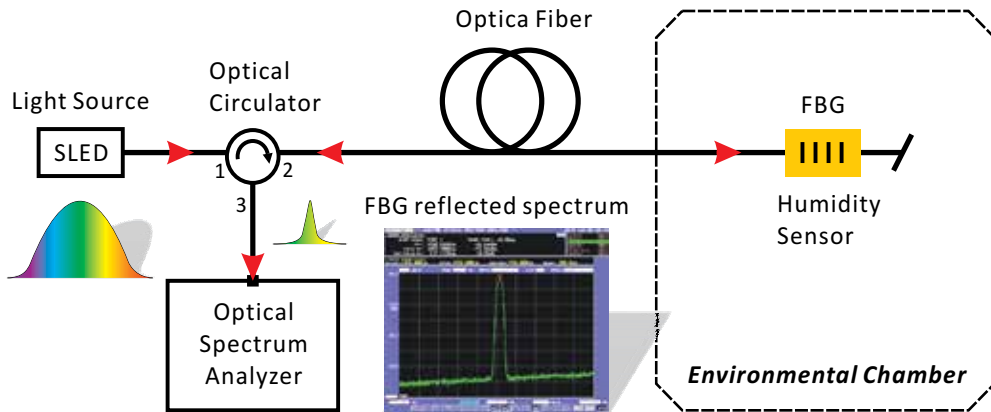 Optica Fiber
Optical
Circulator
Light Source
SLED
1
2
3
FBG
Humidity
Sensor
FBG reflected spectrum
Optical
Spectrum
Analyzer
Environmental Chamber